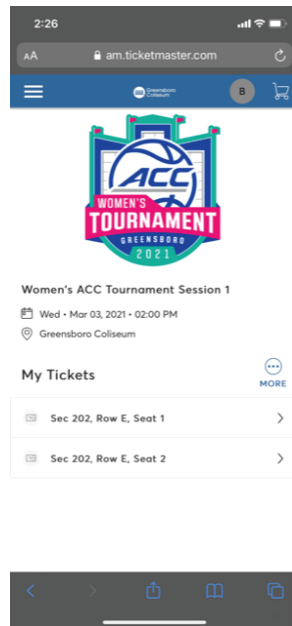 2:26
AA am.ticketmaster.com
Greensboro
Coliseum
B
ACC
WOMEN'S
TOURNAMENT
GREENSBORO
2021
Women's ACC Tournament Session 1
Wed • Mar 03, 2021 • 02:00 PM
Greensboro Coliseum
My Tickets
MORE
Sec 202, Row E, Seat 1
Sec 202, Row E, Seat 2